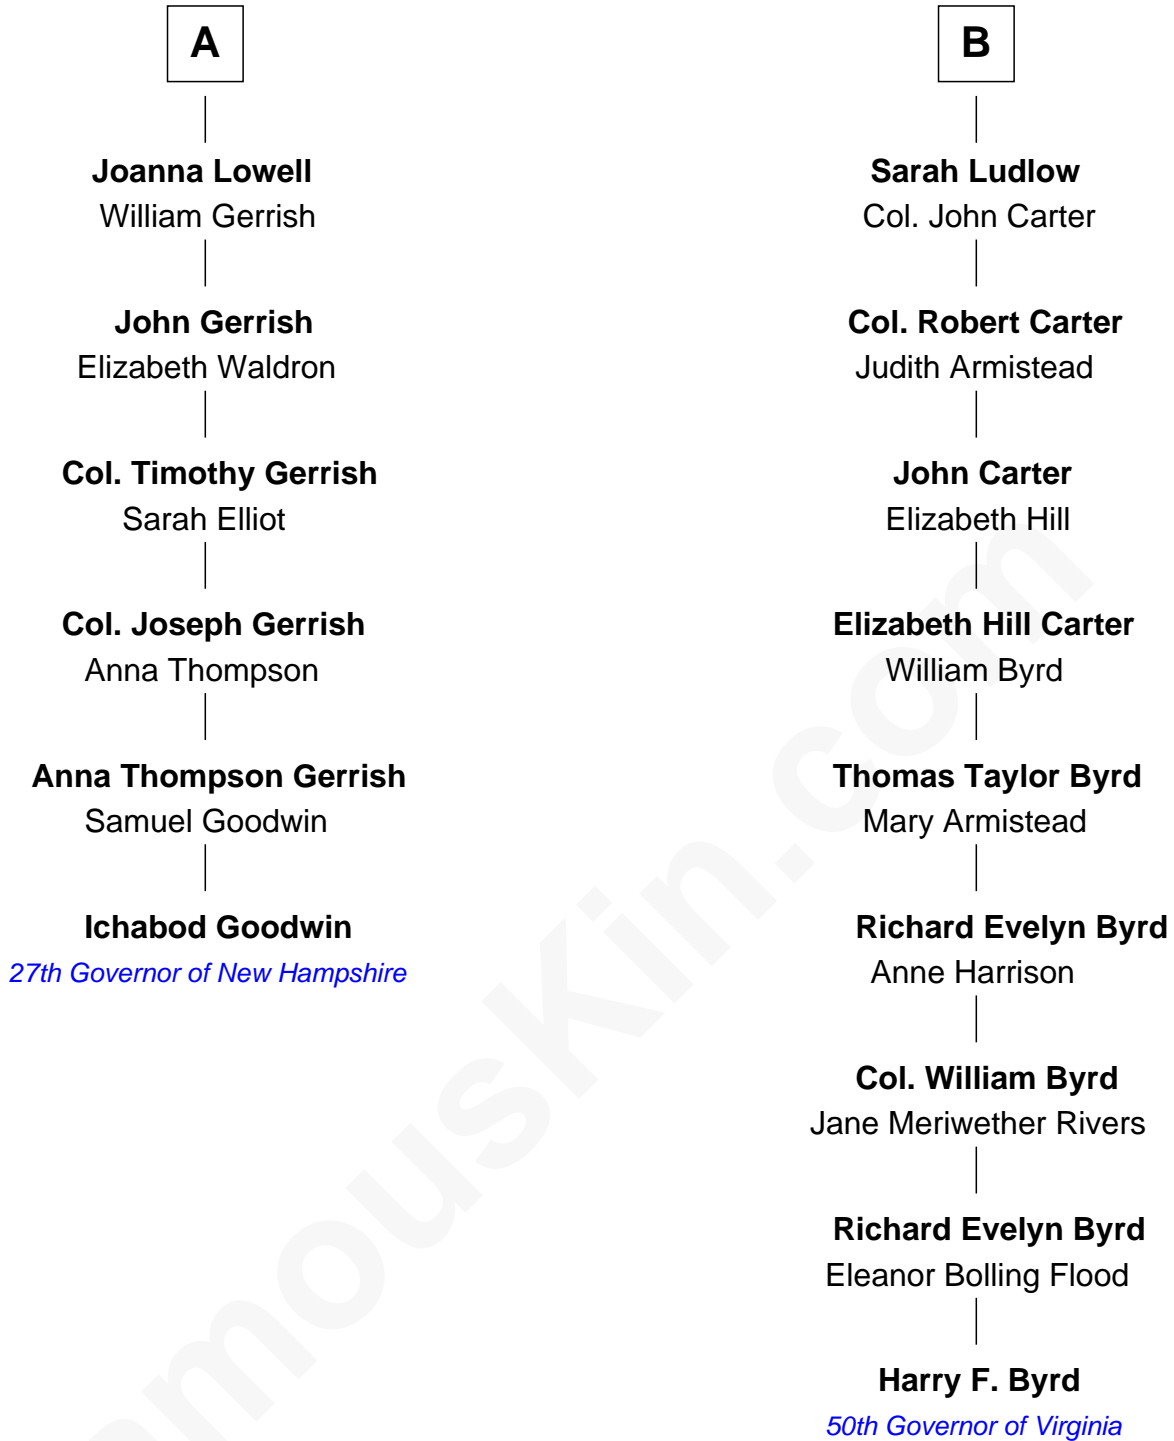 A
Joanna Lowell
William Gerrish
John Gerrish
Elizabeth Waldron
Col. Timothy Gerrish
Sarah Elliot
Col. Joseph Gerrish
Anna Thompson
Anna Thompson Gerrish
Samuel Goodwin
Ichabod Goodwin
27th Governor of New Hampshire
B
Sarah Ludlow
Col. John Carter
Col. Robert Carter
Judith Armistead
John Carter
Elizabeth Hill
Elizabeth Hill Carter
William Byrd
Thomas Taylor Byrd
Mary Armistead
Richard Evelyn Byrd
Anne Harrison
Col. William Byrd
Jane Meriwether Rivers
Richard Evelyn Byrd
Eleanor Bolling Flood
Harry F. Byrd
50th Governor of Virginia
amouskin.com